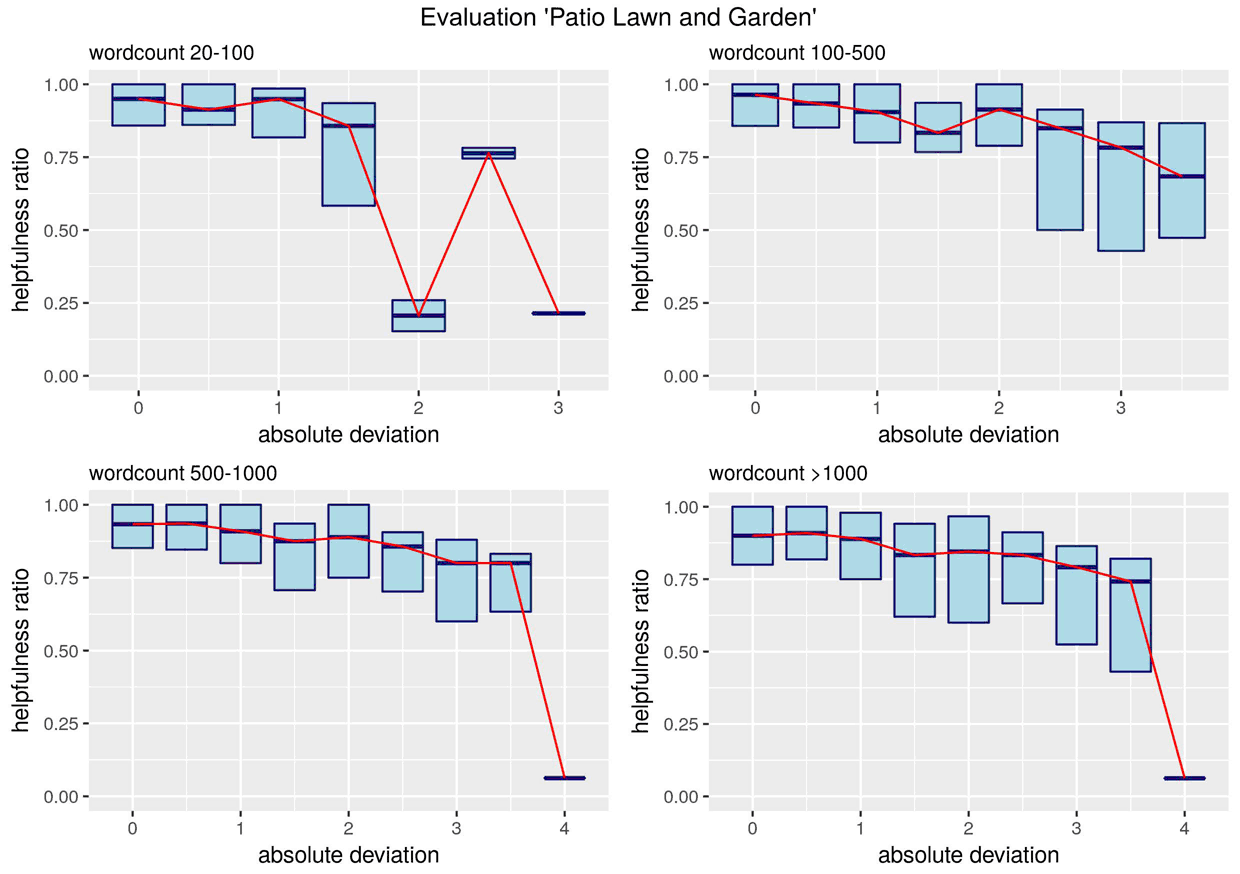 Evaluation 'Patio Lawn and Garden'
wordcount 20-100
1.00
0.75
0.50
0.25
0.00
helpfulness ratio
0 1 2 3
absolute deviation
wordcount 100-500
1.00
0.75
0.50
0.25
0.00
helpfulness ratio
0 1 2 3
absolute deviation
wordcount 500-1000
1.00
0.75
0.50
0.25
0.00
helpfulness ratio
0 1 2 3 4
absolute deviation
wordcount >1000
1.00
0.75
0.50
0.25
0.00
helpfulness ratio
0 1 2 3 4
absolute deviation